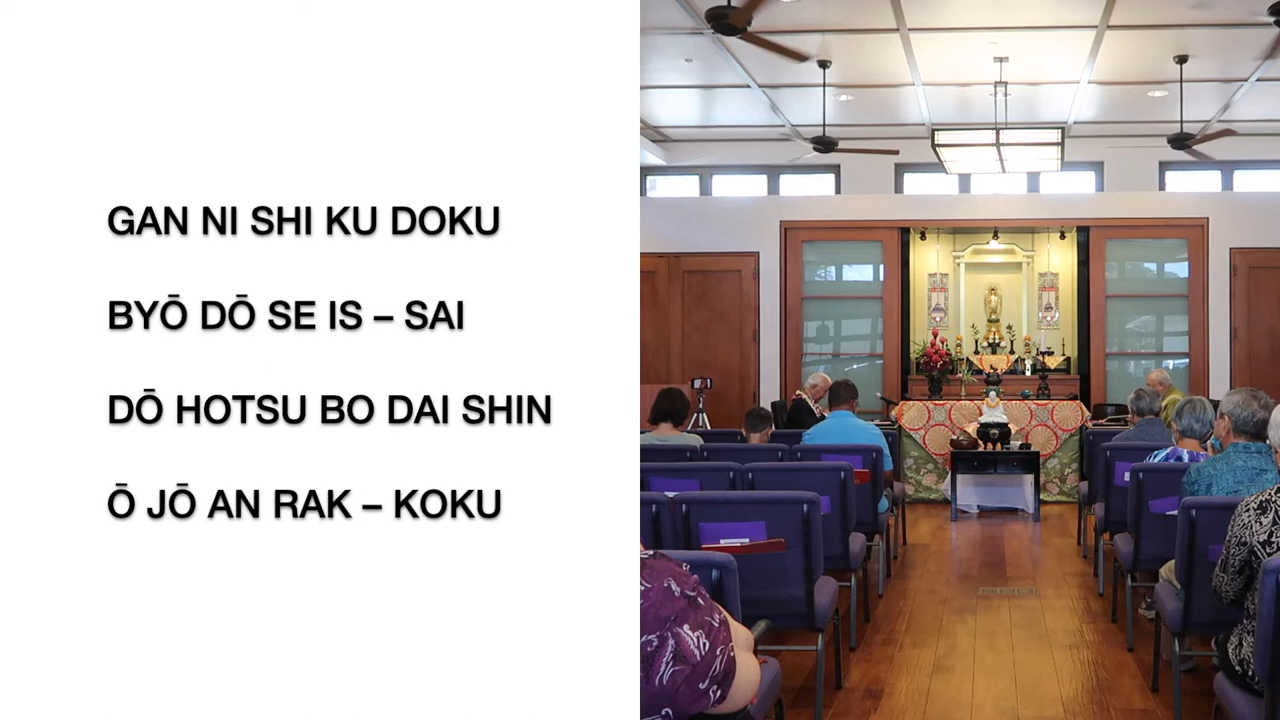 GAN NI SHI KU DOKU
BYŌ DŌ SE IS – SAI
DŌ HOTSU BO DAI SHIN
Ō JŌ AN RAK – KOKU